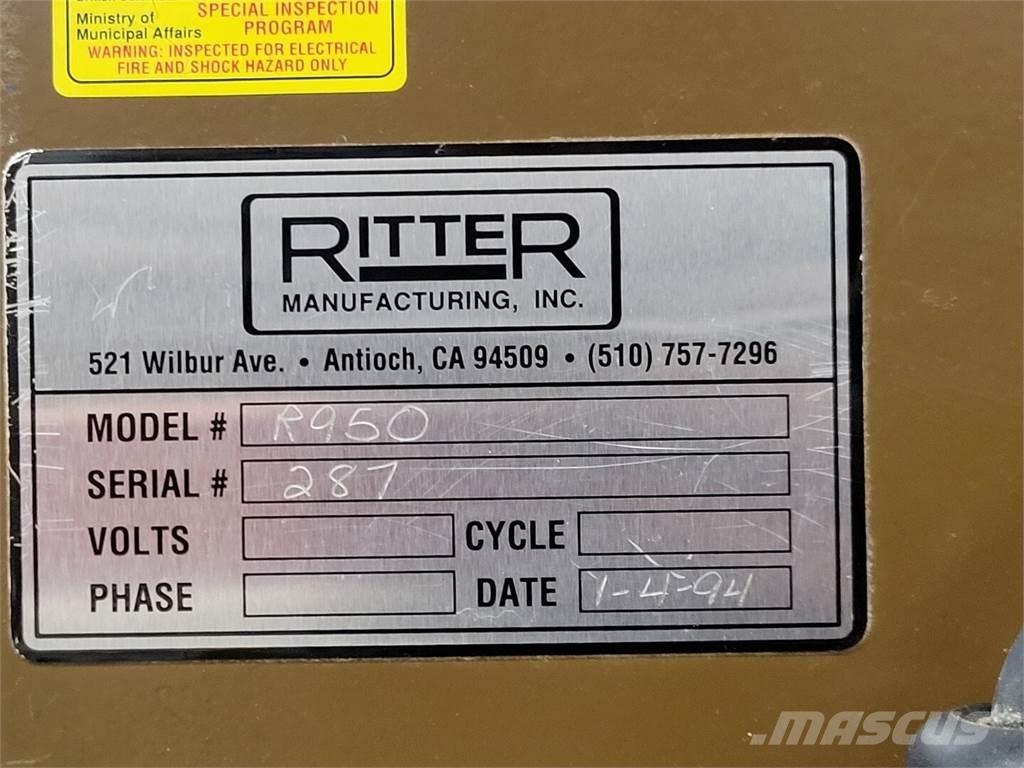 Ministry of SPECIAL INSPECTION
Municipal Affairs PROGRAM
WARNING: INSPECTED FOR ELECTRICAL
FIRE AND SHOCK HAZARD ONLY
RITTER
MANUFACTURING, INC.
521 Wilbur Ave. • Antioch, CA 94509 • (510) 757-7296
MODEL # R950
SERIAL # 287
VOLTS CYCLE
PHASE DATE 1-4-94
MASCUS